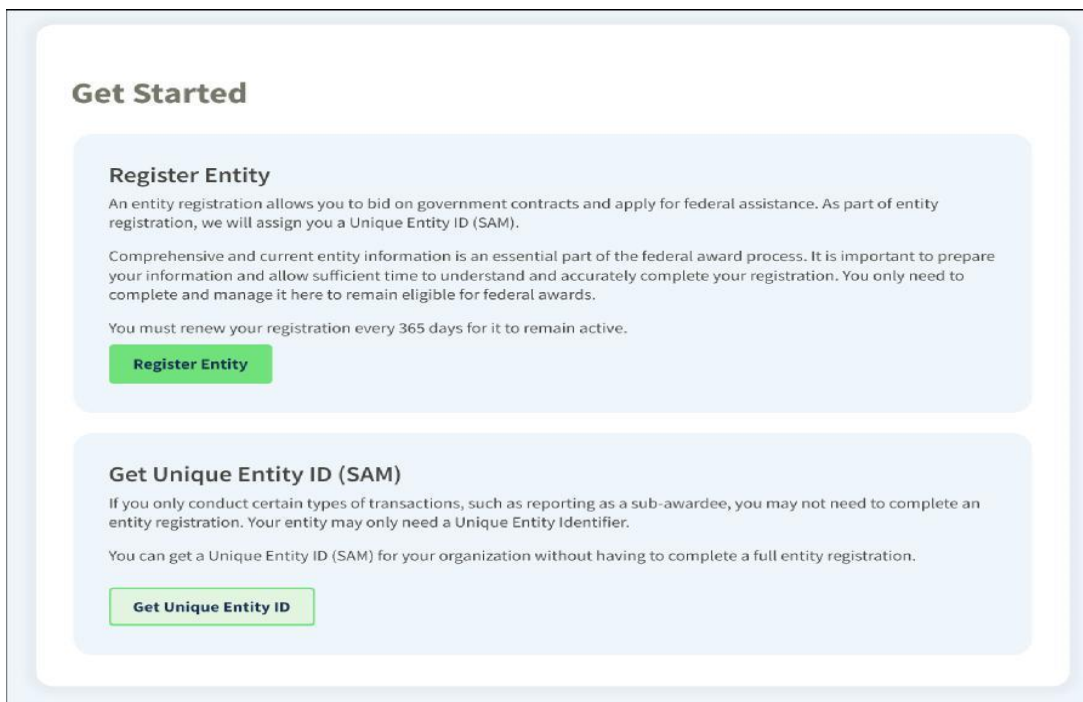 Get Started
Register Entity
An entity registration allows you to bid on government contracts and apply for federal assistance. As part of entity
registration, we will assign you a Unique Entity ID (SAM).
Comprehensive and current entity information is an essential part of the federal award process. It is important to prepare
your information and allow sufficient time to understand and accurately complete your registration. You only need to
complete and manage it here to remain eligible for federal awards.
You must renew your registration every 365 days for it to remain active.
Register Entity
Get Unique Entity ID (SAM)
If you only conduct certain types of transactions, such as reporting as a sub-awardee, you may not need to complete an
entity registration. Your entity may only need a Unique Entity Identifier.
You can get a Unique Entity ID (SAM) for your organization without having to complete a full entity registration.
Get Unique Entity ID